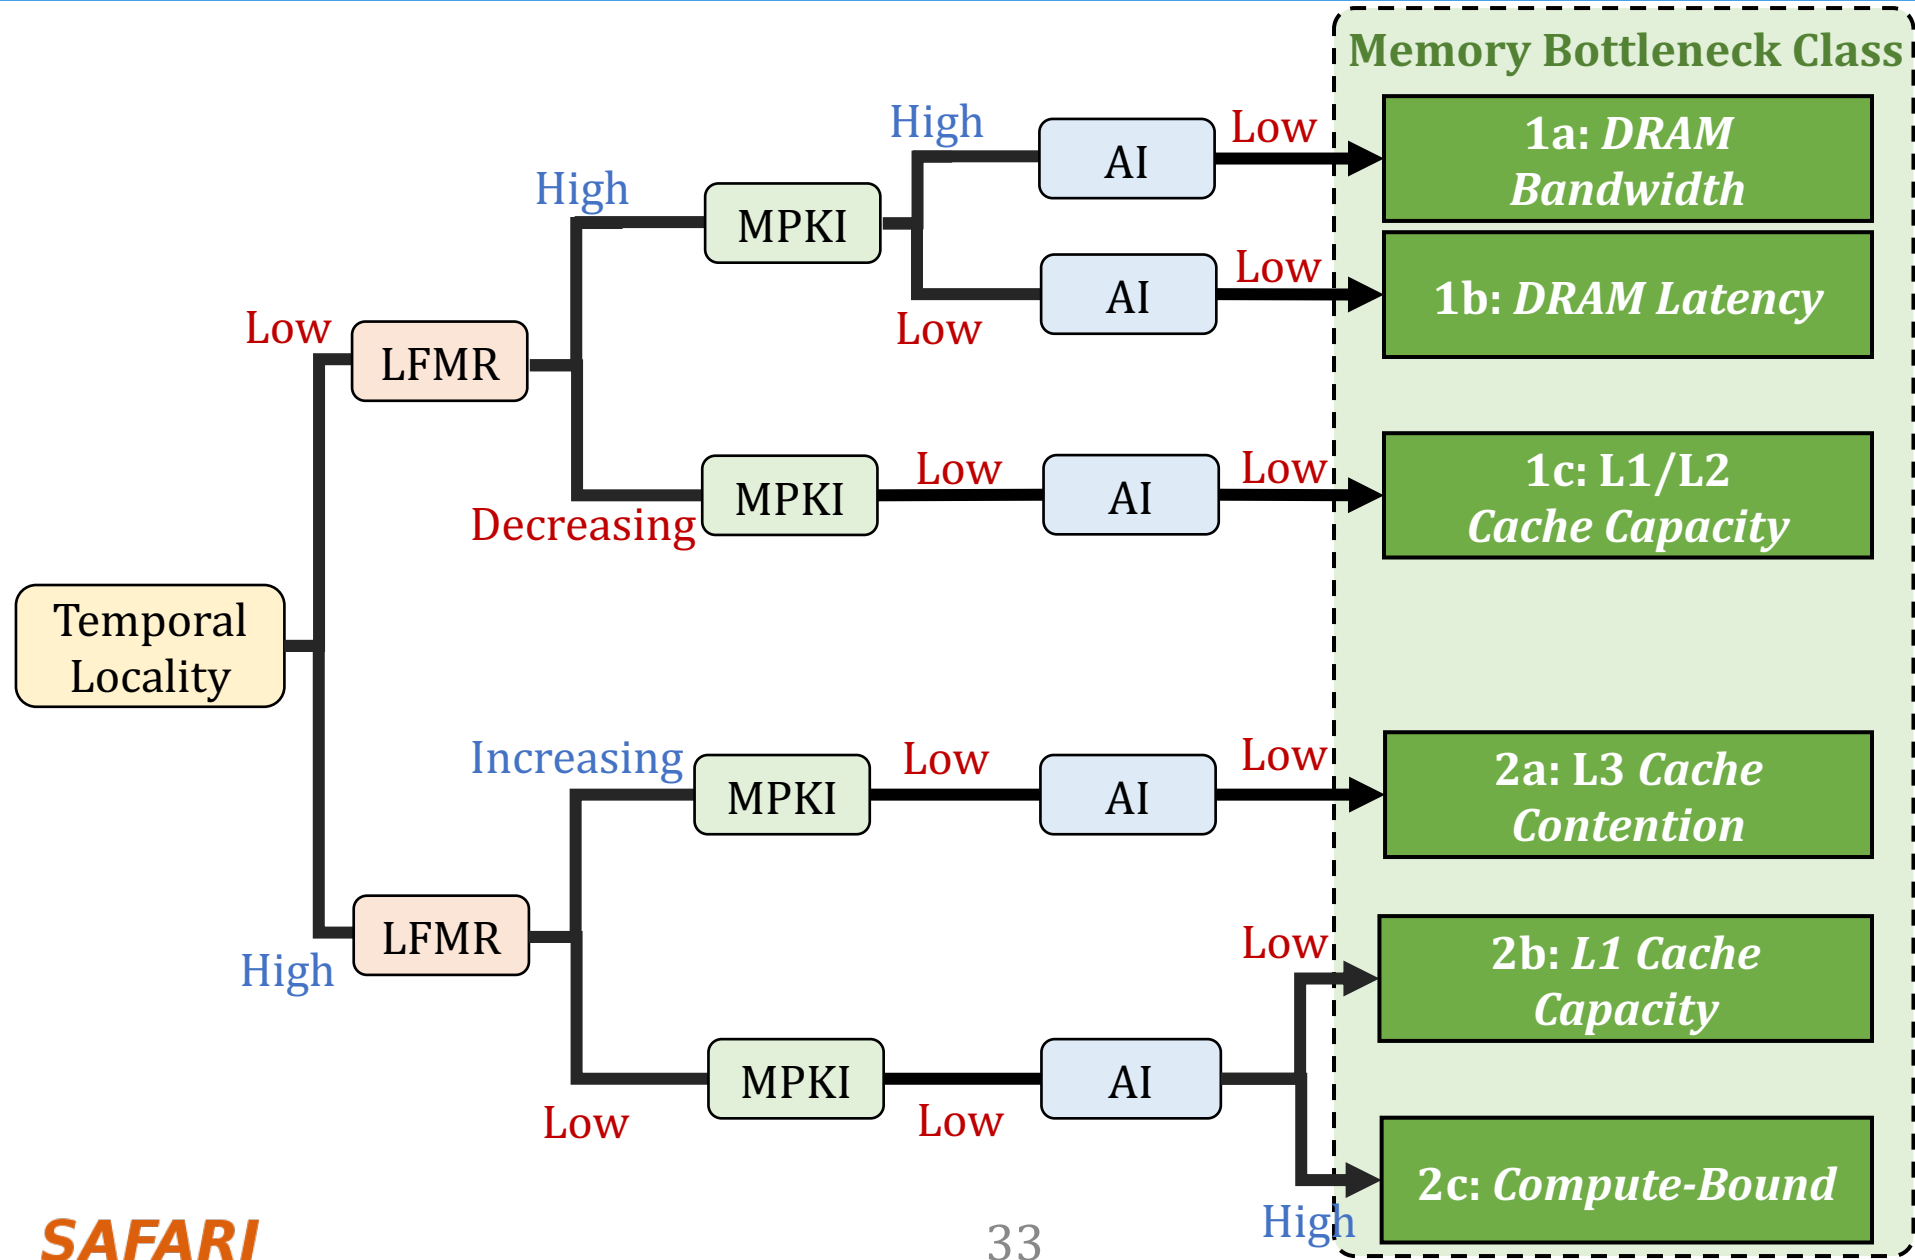 Memory Bottleneck Class
High
AI
Low
1a: DRAM
Bandwidth
High
MPKI
Low
AI
Low
1b: DRAM Latency
Low
LFMR
Decreasing
MPKI
Low
AI
Low
1c: L1/L2
Cache Capacity
Temporal
Locality
Increasing
MPKI
Low
AI
Low
2a: L3 Cache
Contention
High
LFMR
Low
MPKI
Low
AI
Low
2b: L1 Cache
Capacity
High
2c: Compute-Bound
SAFARI
33